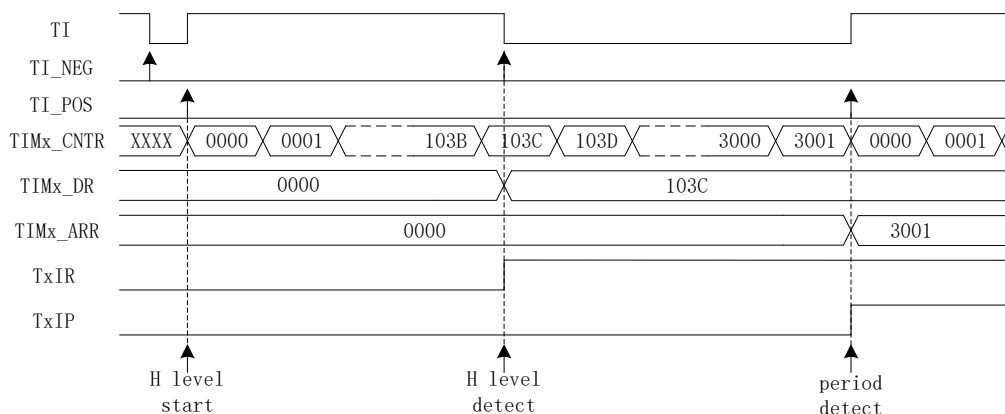 TI
TI_NEG
TI_POS
TIMx_CNTR XXXX 0000 0001 103B 103C 103D 3000 3001 0000 0001
TIMx_DR 0000 103C
TIMx_ARR 0000 3001
TxIR
TxIP
H level start
H level detect
period detect